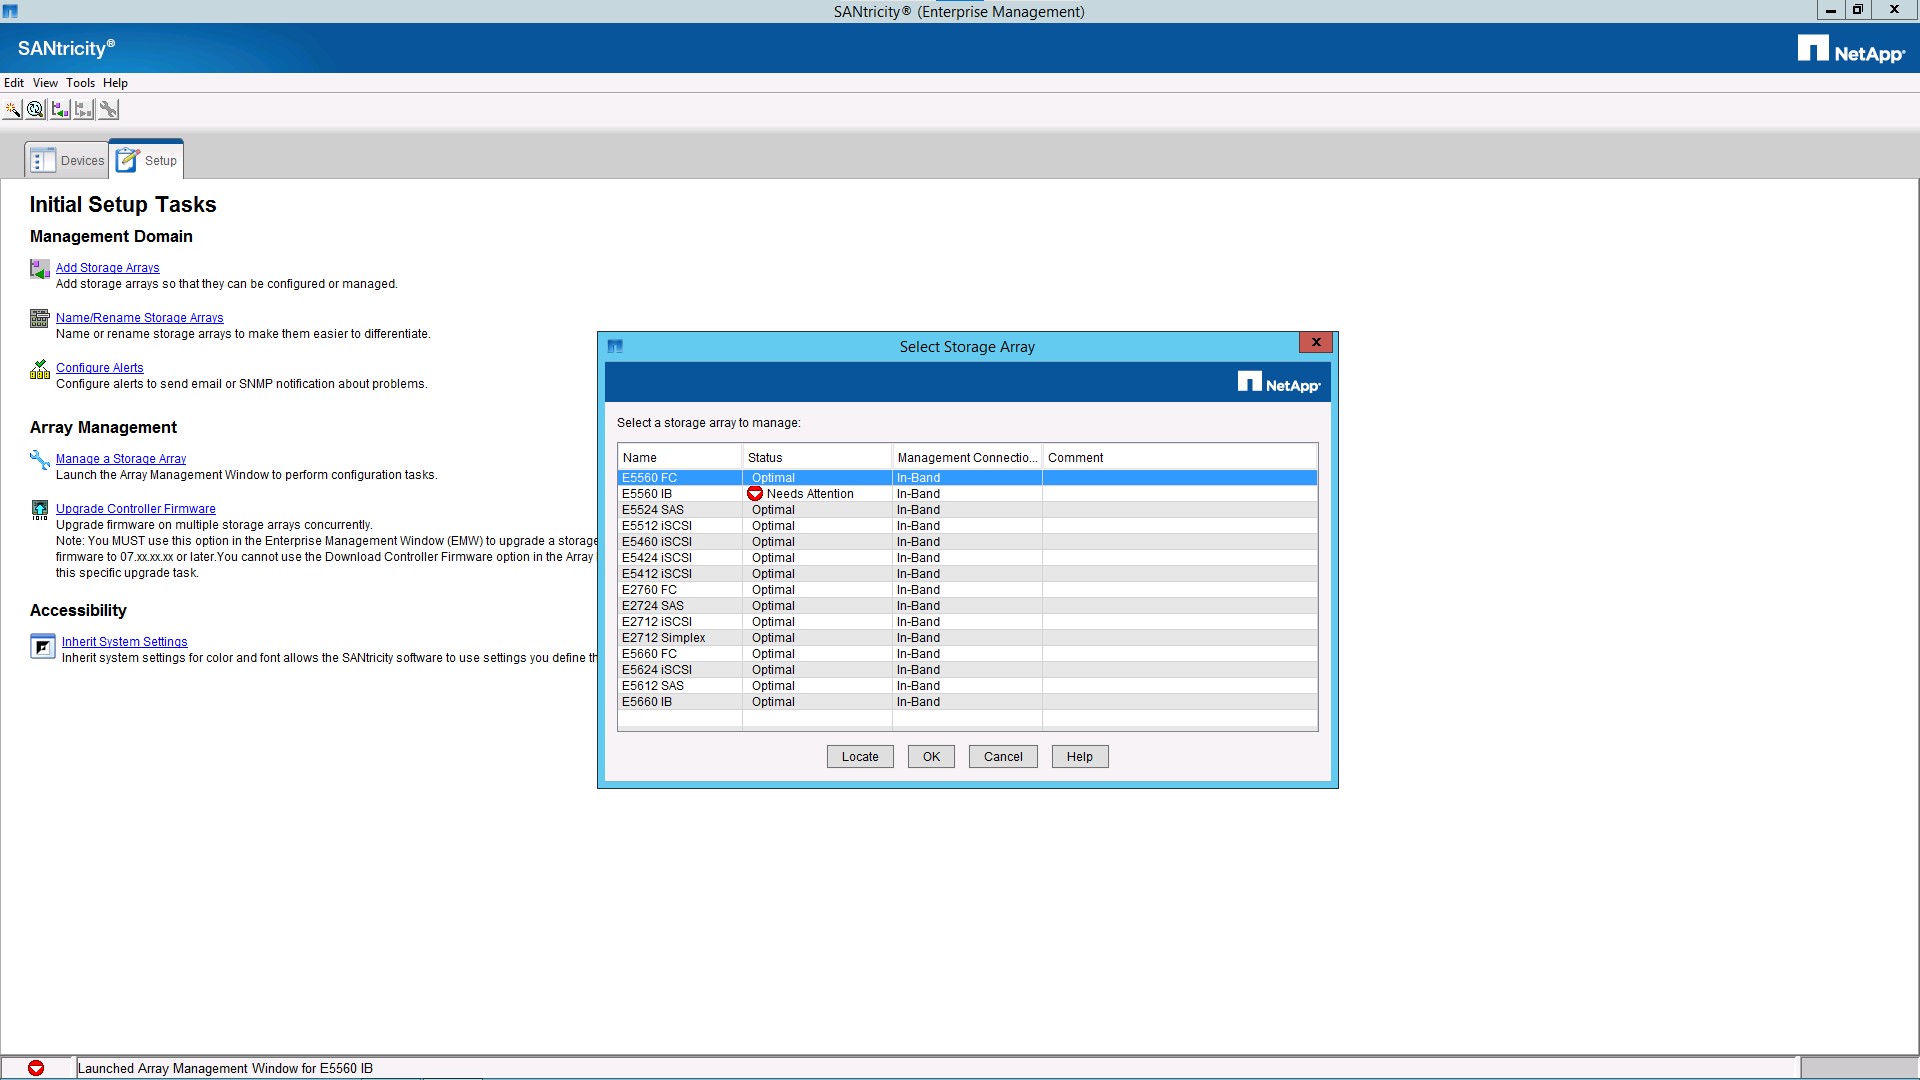 SANtricity® (Enterprise Management)
SANtricity®
NetApp
Edit View Tools Help
Devices
Setup
Initial Setup Tasks
Management Domain
Add Storage Arrays
Add storage arrays so that they can be configured or managed.
Name/Rename Storage Arrays
Name or rename storage arrays to make them easier to differentiate.
Configure Alerts
Configure alerts to send email or SNMP notification about problems.
Array Management
Manage a Storage Array
Launch the Array Management Window to perform configuration tasks.
Upgrade Controller Firmware
Upgrade firmware on multiple storage arrays concurrently.
Note: You MUST use this option in the Enterprise Management Window (EMW) to upgrade a storage
firmware to 07.xx.xx.xx or later.You cannot use the Download Controller Firmware option in the Array
this specific upgrade task.
Accessibility
Inherit System Settings
Inherit system settings for color and font allows the SANtricity software to use settings you define th
Select Storage Array
NetApp
Select a storage array to manage:
Name Status Management Connectio... Comment
E5560 FC Optimal In-Band
E5560 IB Needs Attention In-Band
E5524 SAS Optimal In-Band
E5512 iSCSI Optimal In-Band
E5460 iSCSI Optimal In-Band
E5424 iSCSI Optimal In-Band
E5412 iSCSI Optimal In-Band
E2760 FC Optimal In-Band
E2724 SAS Optimal In-Band
E2712 iSCSI Optimal In-Band
E2712 Simplex Optimal In-Band
E5660 FC Optimal In-Band
E5624 iSCSI Optimal In-Band
E5612 SAS Optimal In-Band
E5660 IB Optimal In-Band
Locate OK Cancel Help
Launched Array Management Window for E5560 IB